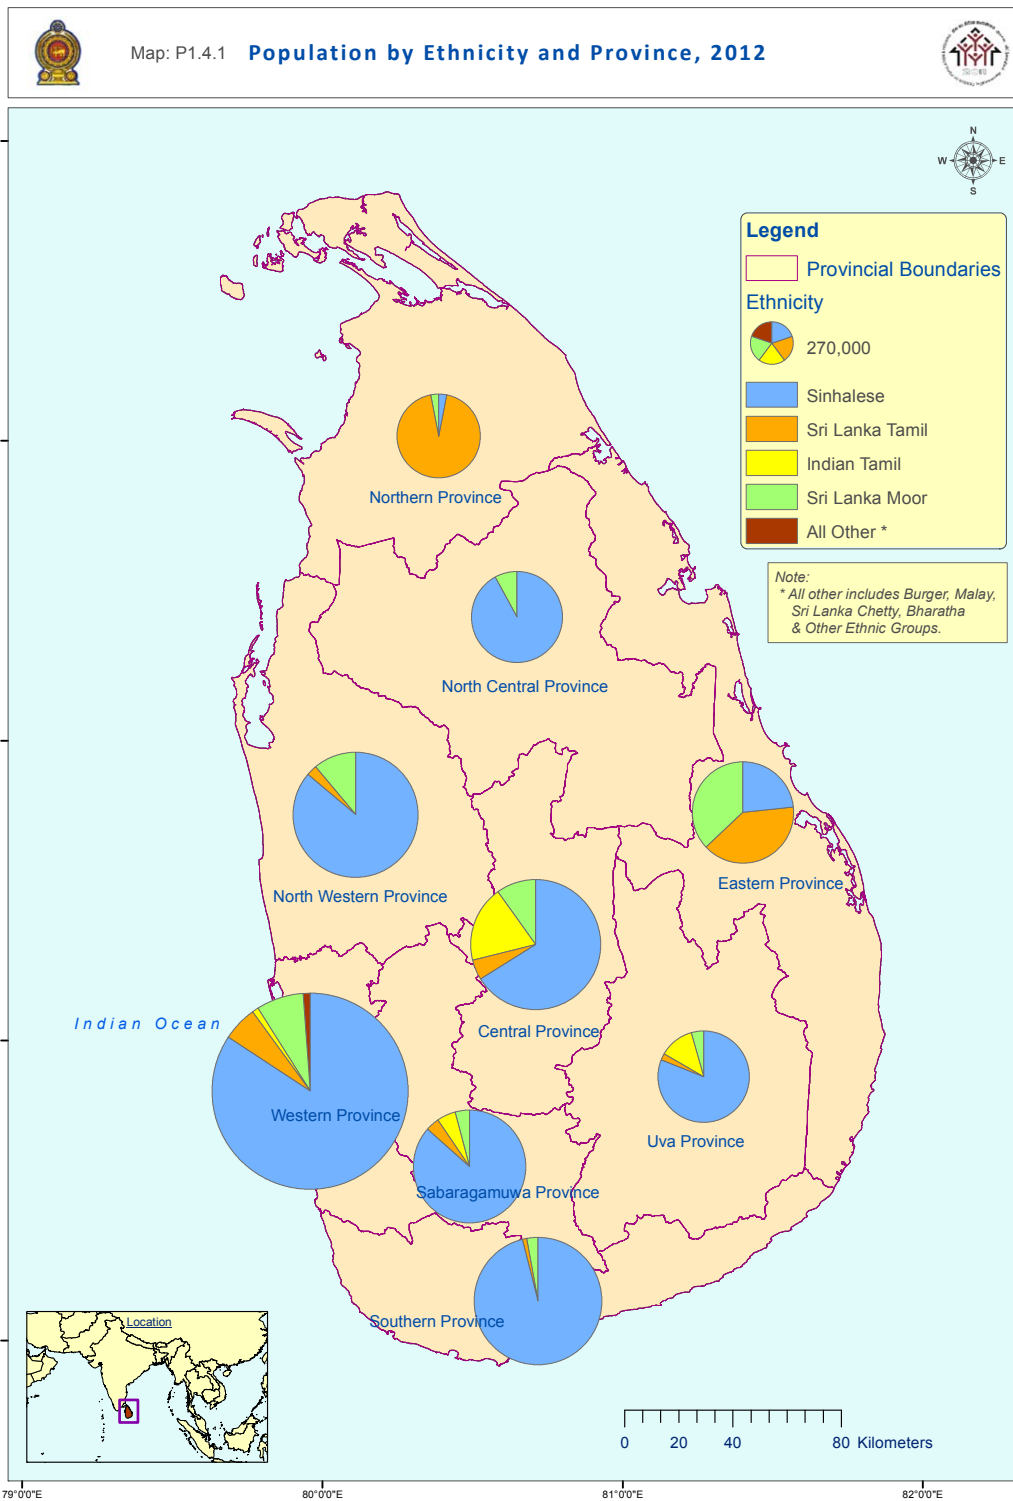 Map: P1.4.1 Population by Ethnicity and Province, 2012
N
W E
S
Legend
Provincial Boundaries
Ethnicity
270,000
Sinhalese
Sri Lanka Tamil
Indian Tamil
Sri Lanka Moor
All Other *
Note:
* All other includes Burger, Malay,
Sri Lanka Chetty, Bharatha
& Other Ethnic Groups.
Northern Province
North Central Province
North Western Province
Eastern Province
Central Province
Indian Ocean
Western Province
Uva Province
Sabaragamuwa Province
Southern Province
Location
0 20 40 80 Kilometers
79°0'0"E 80°0'0"E 81°0'0"E 82°0'0"E